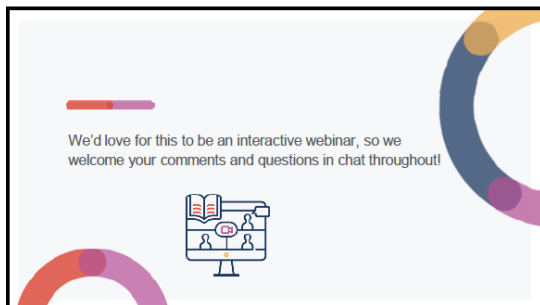 We'd love for this to be an interactive webinar, so we
welcome your comments and questions in chat throughout!